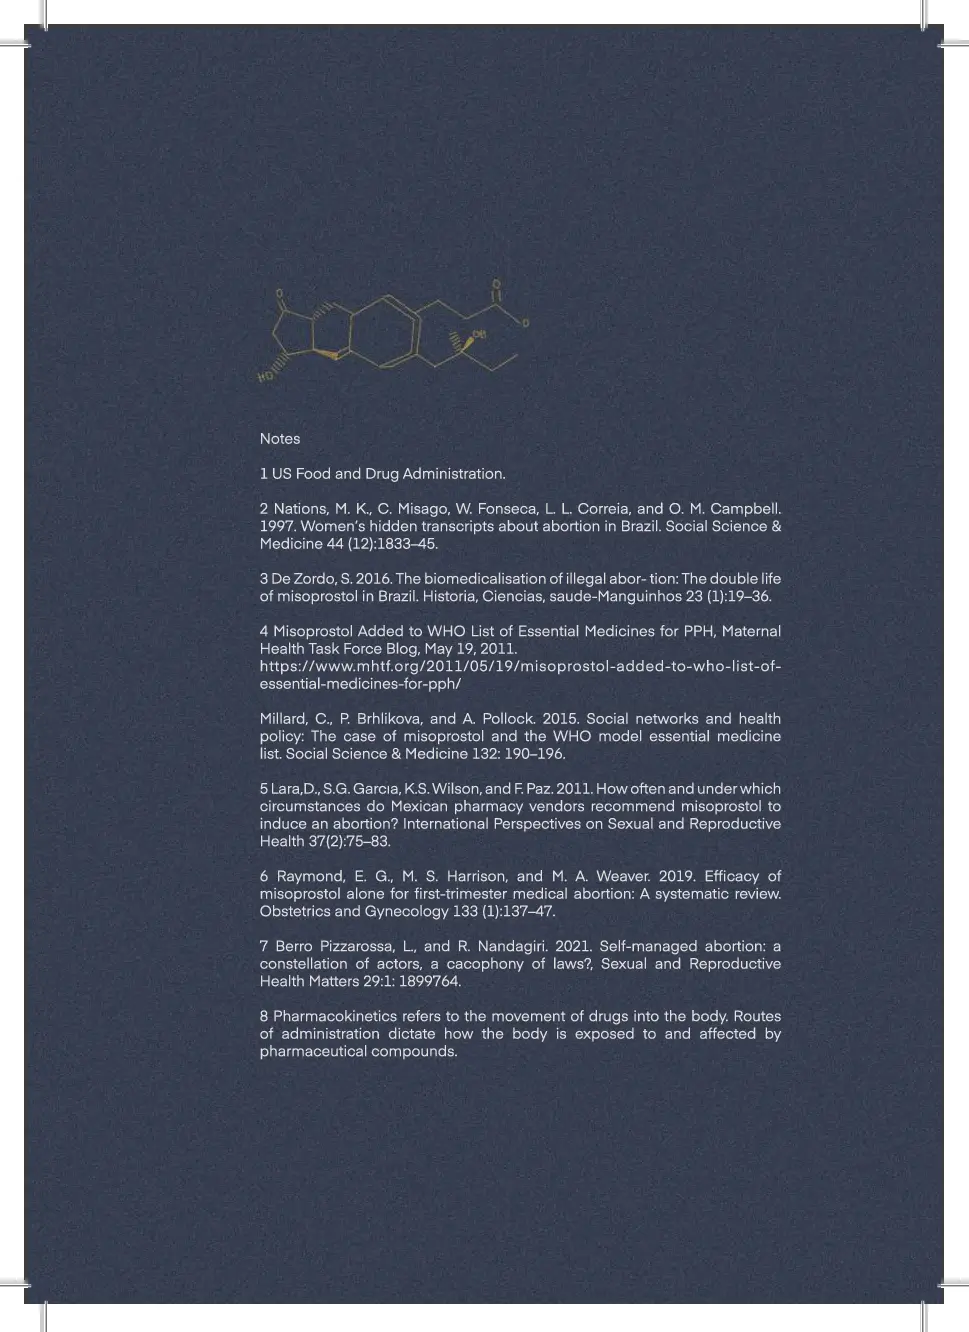 O
O
O
OH
HO
Notes
1 US Food and Drug Administration.
2 Nations, M. K., C. Misago, W. Fonseca, L. L. Correia, and O. M. Campbell.
1997. Women's hidden transcripts about abortion in Brazil. Social Science &
Medicine 44 (12):1833–45.
3 De Zordo, S. 2016. The biomedicalisation of illegal abor- tion: The double life
of misoprostol in Brazil. Historia, Ciencias, saude-Manguinhos 23 (1):19–36.
4 Misoprostol Added to WHO List of Essential Medicines for PPH, Maternal
Health Task Force Blog, May 19, 2011.
https://www.mhtf.org/2011/05/19/misoprostol-added-to-who-list-of-
essential-medicines-for-pph/
Millard, C., P. Brhlikova, and A. Pollock. 2015. Social networks and health
policy: The case of misoprostol and the WHO model essential medicine
list. Social Science & Medicine 132: 190–196.
5 Lara,D., S.G. Garcıa, K.S. Wilson, and F. Paz. 2011. How often and under which
circumstances do Mexican pharmacy vendors recommend misoprostol to
induce an abortion? International Perspectives on Sexual and Reproductive
Health 37(2):75–83.
6 Raymond, E. G., M. S. Harrison, and M. A. Weaver. 2019. Efficacy of
misoprostol alone for first-trimester medical abortion: A systematic review.
Obstetrics and Gynecology 133 (1):137–47.
7 Berro Pizzarossa, L., and R. Nandagiri. 2021. Self-managed abortion: a
constellation of actors, a cacophony of laws?, Sexual and Reproductive
Health Matters 29:1: 1899764.
8 Pharmacokinetics refers to the movement of drugs into the body. Routes
of administration dictate how the body is exposed to and affected by
pharmaceutical compounds.